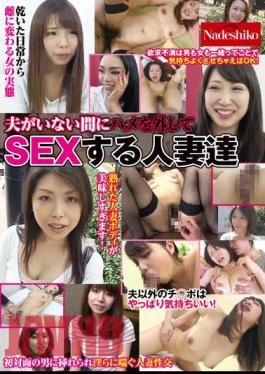 乾いた日常から
雌に変わる女の実態
Nadeshiko
欲求不満は男も女も一緒ってことで
気持ちよくさせちゃえばOK!
夫がいない間にハメを外して
SEXする人妻達
熟れた人妻ボディが
美味しすぎます!
夫以外のチ●ポは
やっぱり気持ちいい!
初対面の男に挿れられ淫らに喘ぐ人妻性交